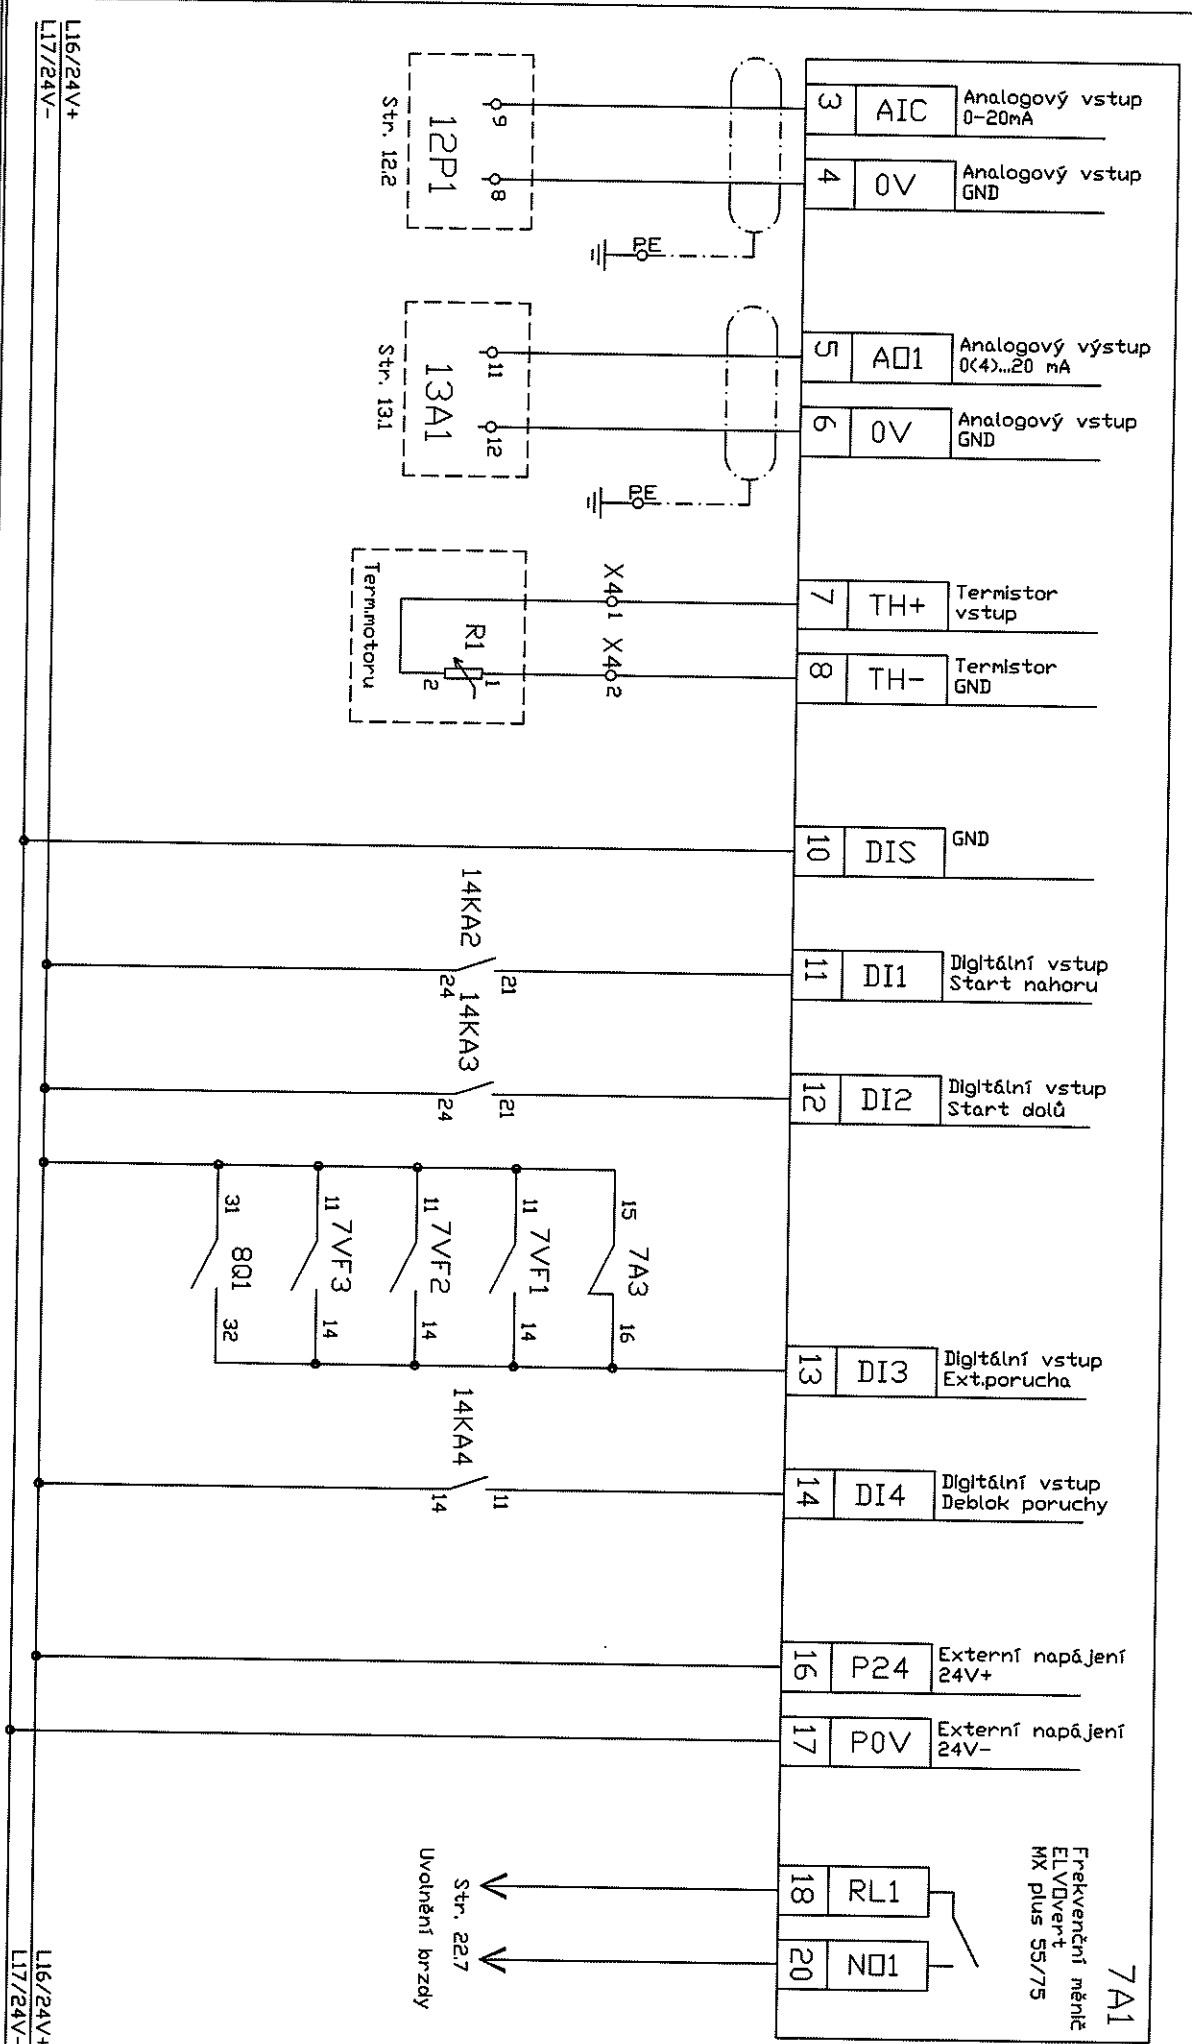 7A1
Frekvenční měnič
ELVOvert
MX plus 55/75
3
AIC
Analogový vstup
0-20mA
4
0V
Analogový vstup
GND
5
AO1
Analogový výstup
0(4)...20 mA
6
0V
Analogový vstup
GND
7
TH+
Termistor
vstup
8
TH-
Termistor
GND
10
DIS
GND
11
DI1
Digitální vstup
Start nahoru
12
DI2
Digitální vstup
Start dolů
13
DI3
Digitální vstup
Ext.porucha
14
DI4
Digitální vstup
Deblok poruchy
16
P24
Externí napájení
24V+
17
P0V
Externí napájení
24V-
18
RL1
20
NO1
9
8
12P1
Str. 12.2
PE
11
12
13A1
Str. 13.1
PE
X4
1
X4
2
R1
1
2
Term.motoru
14KA2
21
24
14KA3
21
24
15
7A3
16
11
7VF1
14
11
7VF2
14
11
7VF3
14
31
8Q1
32
14KA4
11
14
Str. 22.7
Uvolnění brzdy
L16/24V+
L17/24V-
L16/24V+
L17/24V-